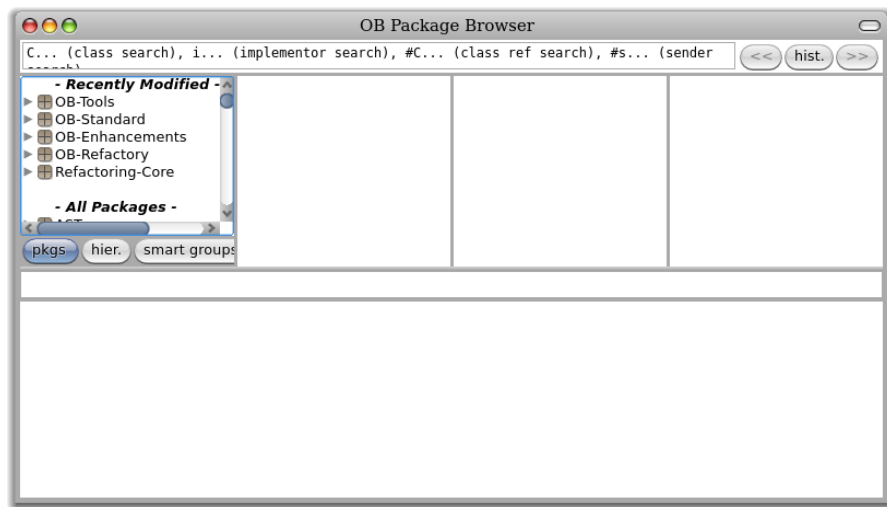 OB Package Browser
C... (class search), i... (implementor search), #C... (class ref search), #s... (sender
<< hist. >>
- Recently Modified -
OB-Tools
OB-Standard
OB-Enhancements
OB-Refactory
Refactoring-Core
- All Packages -
pkgs hier. smart groups